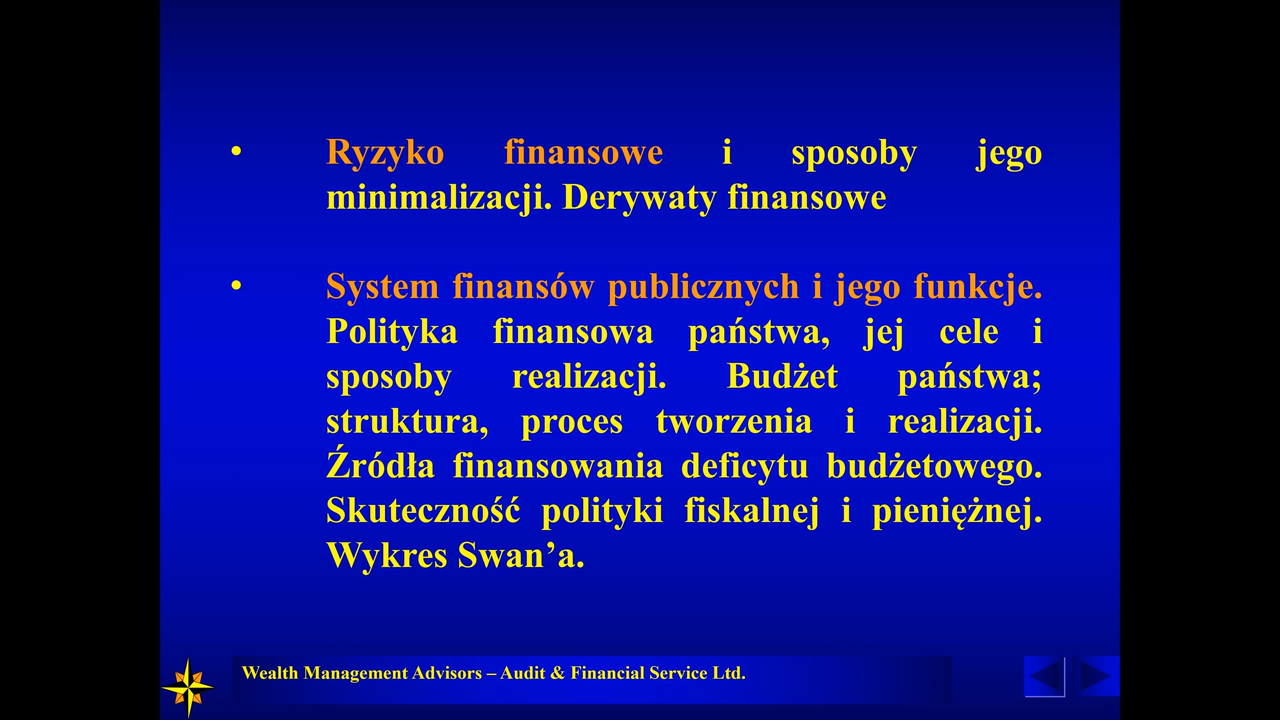 • Ryzyko finansowe i sposoby jego
minimalizacji. Derywaty finansowe
• System finansów publicznych i jego funkcje.
Polityka finansowa państwa, jej cele i
sposoby realizacji. Budżet państwa;
struktura, proces tworzenia i realizacji.
Źródła finansowania deficytu budżetowego.
Skuteczność polityki fiskalnej i pieniężnej.
Wykres Swan’a.
Wealth Management Advisors – Audit & Financial Service Ltd.